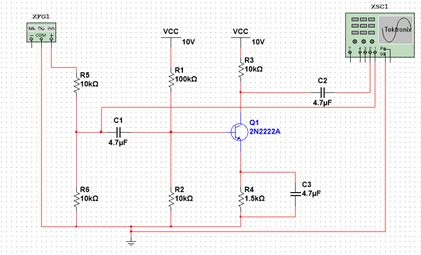 XFG1
COM
XSC1
Tektronix
VCC
10V
VCC
10V
R5
10kΩ
R1
100kΩ
R3
10kΩ
C2
4.7µF
C1
4.7µF
Q1
2N2222A
R6
10kΩ
R2
10kΩ
R4
1.5kΩ
C3
4.7µF